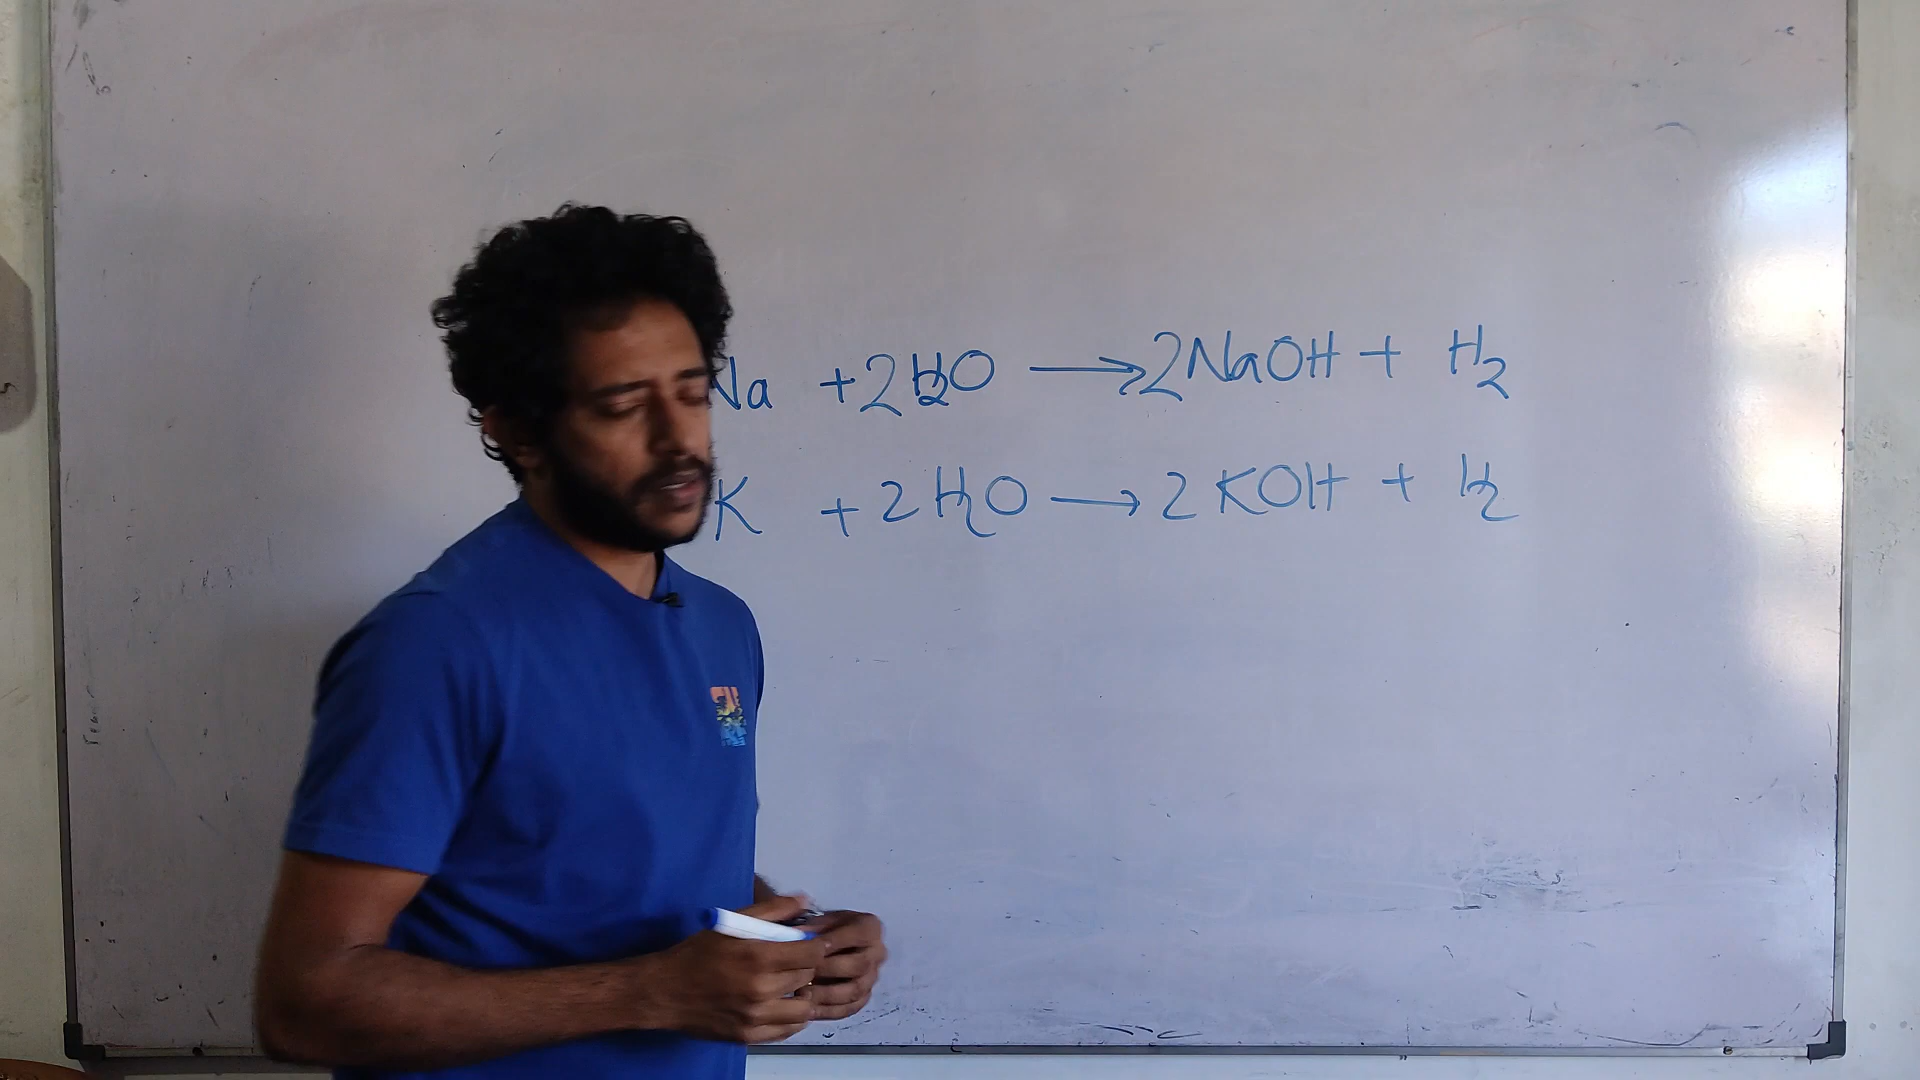 Na + 2H₂O → 2NaOH + H₂
K + 2H₂O → 2KOH + H₂